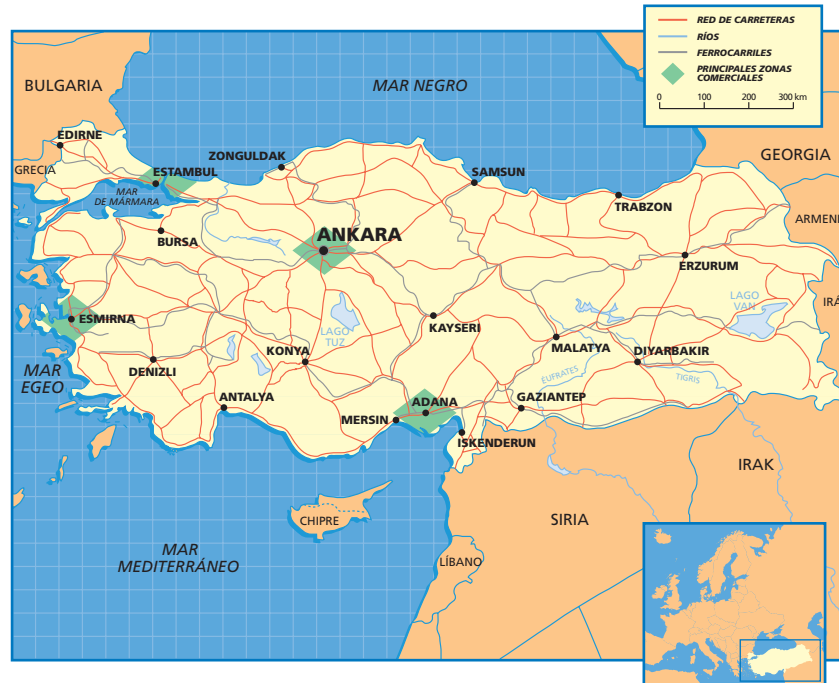 RED DE CARRETERAS
RÍOS
FERROCARRILES
PRINCIPALES ZONAS
COMERCIALES
0 100 200 300 km
BULGARIA
MAR NEGRO
EDIRNE
ZONGULDAK
GEORGIA
GRECIA
ESTAMBUL
SAMSUN
MAR
DE MÁRMARA
TRABZON
ARMEN
BURSA
ANKARA
ERZURUM
LAGO
VAN
IRÁ
ESMIRNA
LAGO
TUZ
KAYSERI
MALATYA
DIYARBAKIR
KONYA
DENIZLI
MAR
EGEO
EUFRATES
TIGRIS
ANTALYA
ADANA
GAZIANTEP
MERSIN
ISKENDERUN
IRAK
CHIPRE
SIRIA
MAR
MEDITERRÁNEO
LÍBANO